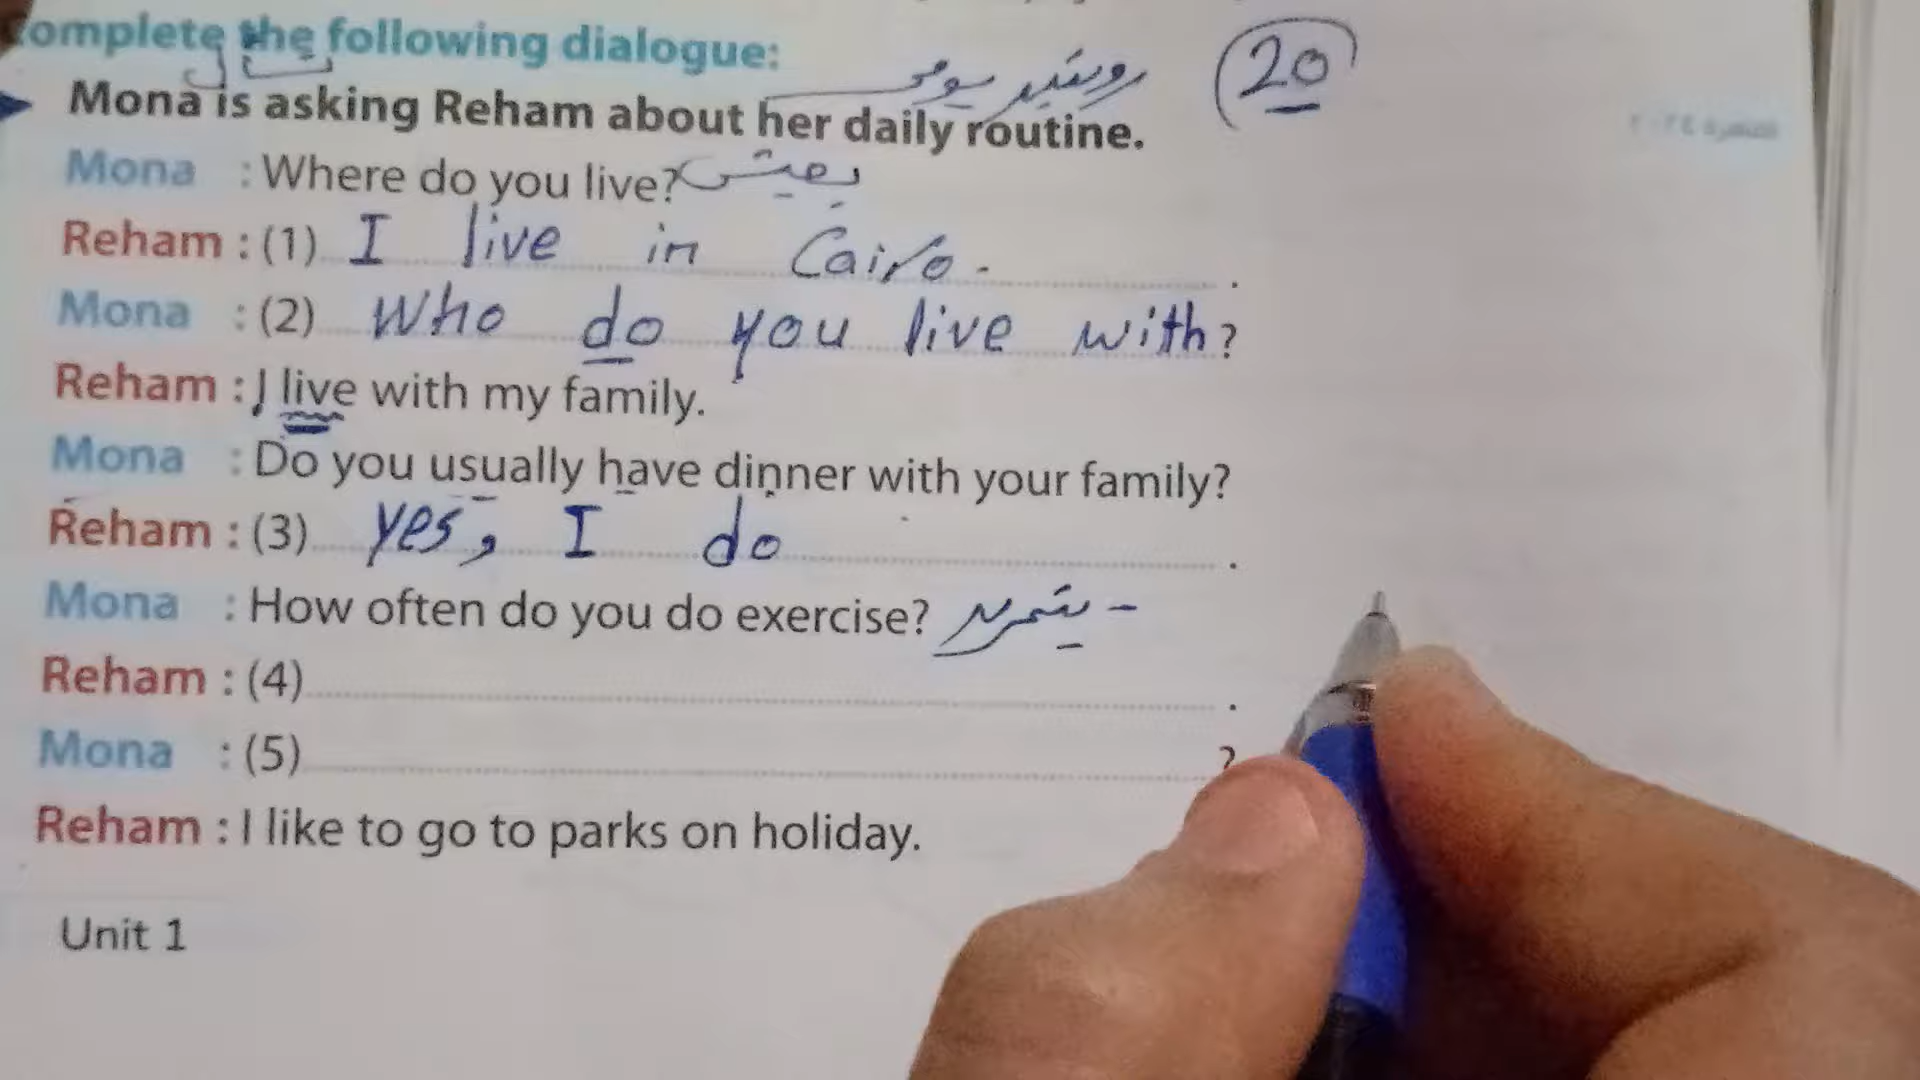 Complete the following dialogue:
روتين يومى
20
Mona is asking Reham about her daily routine.
Mona : Where do you live? يعيش
Reham : (1) I live in Cairo.
Mona : (2) Who do you live with?
Reham : I live with my family.
Mona : Do you usually have dinner with your family?
Reham : (3) yes, I do.
Mona : How often do you do exercise? يتمرن -
Reham : (4) .
Mona : (5) ?
Reham : I like to go to parks on holiday.
Unit 1